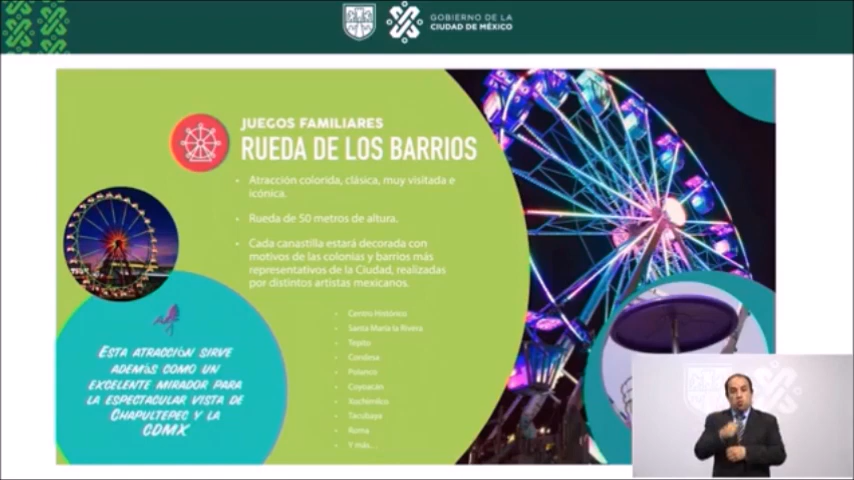 GOBIERNO DE LA
CIUDAD DE MÉXICO
JUEGOS FAMILIARES
RUEDA DE LOS BARRIOS
• Atracción colorida, clásica, muy visitada e
icónica.
• Rueda de 50 metros de altura.
• Cada canastilla estará decorada con
motivos de las colonias y barrios más
representativos de la Ciudad, realizadas
por distintos artistas mexicanos.
• Centro Histórico
• Santa María la Rivera
• Tepito
• Condesa
• Polanco
• Coyoacán
• Xochimilco
• Tacubaya
• Roma
• Y más...
ESTA ATRACCIÓN SIRVE
ADEMÁS COMO UN
EXCELENTE MIRADOR PARA
LA ESPECTACULAR VISTA DE
CHAPULTEPEC Y LA
CDMX